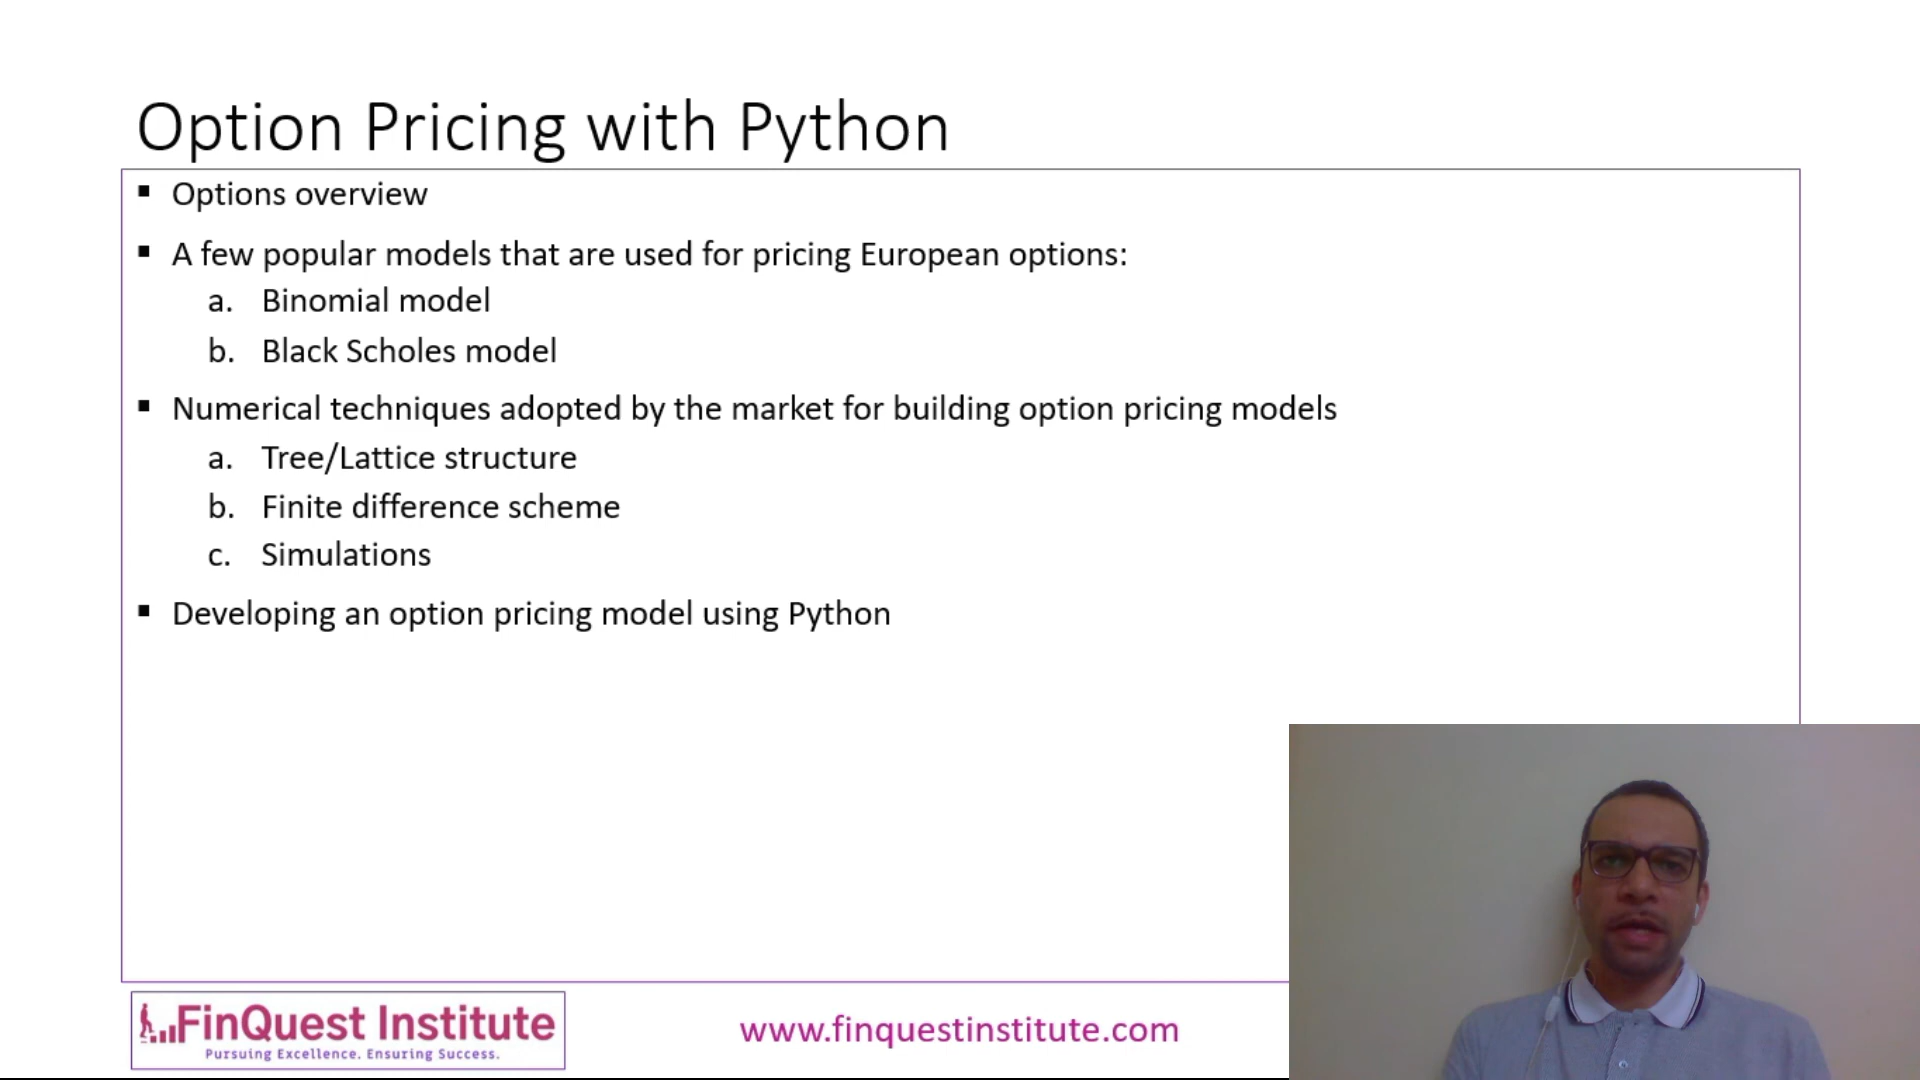 Option Pricing with Python
▪ Options overview
▪ A few popular models that are used for pricing European options:
a. Binomial model
b. Black Scholes model
▪ Numerical techniques adopted by the market for building option pricing models
a. Tree/Lattice structure
b. Finite difference scheme
c. Simulations
▪ Developing an option pricing model using Python
FinQuest Institute
Pursuing Excellence. Ensuring Success.
www.finquestinstitute.com